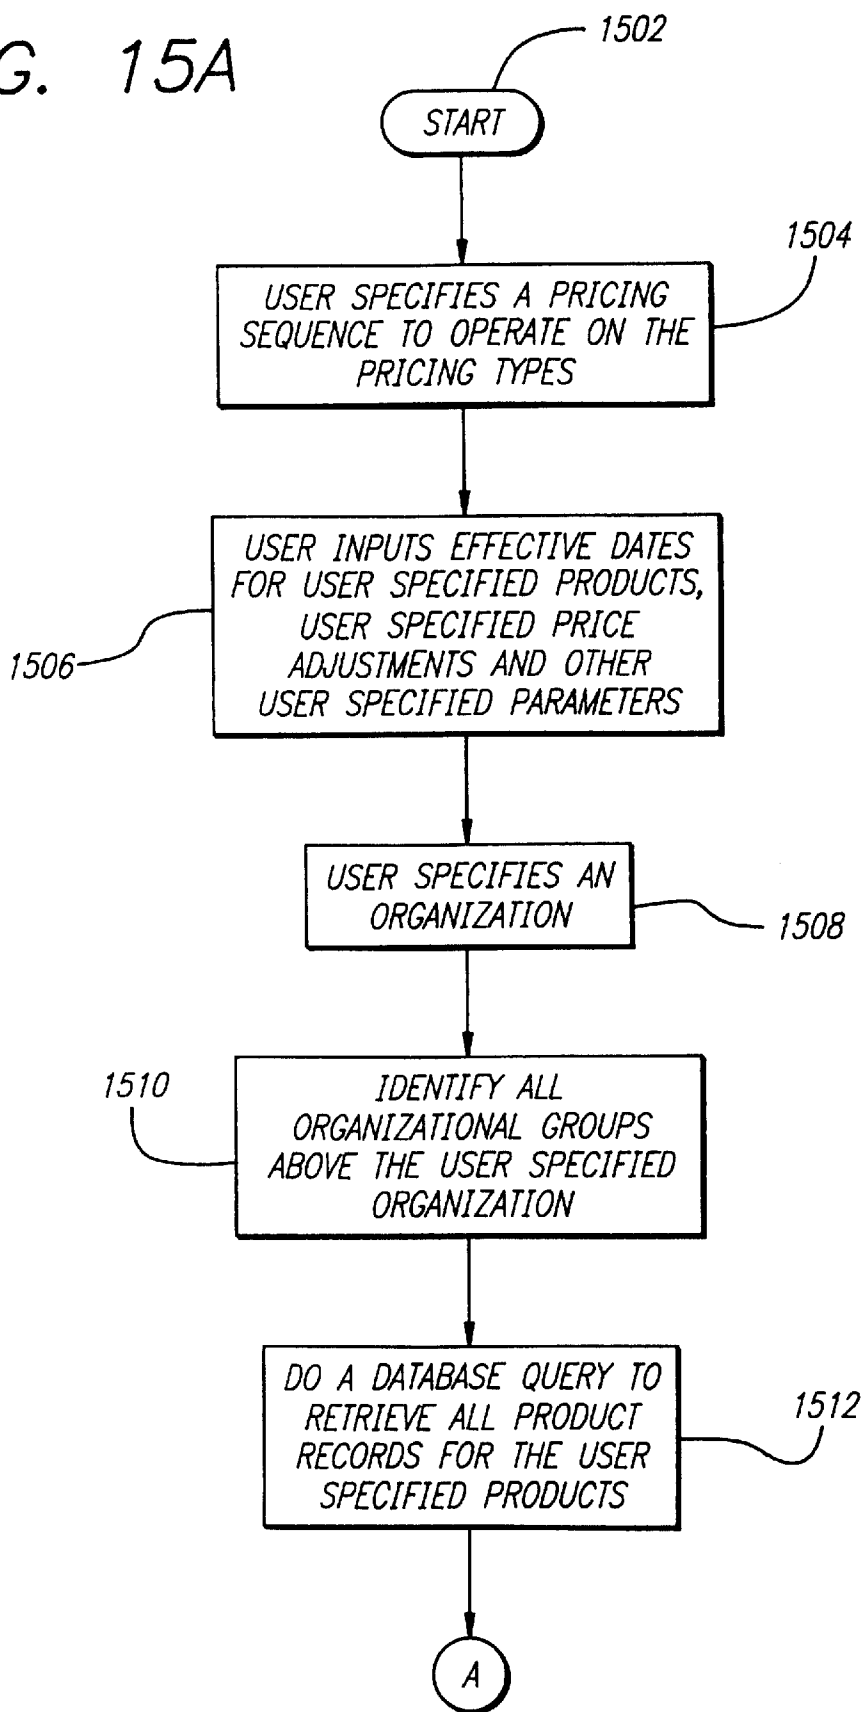 G. 15A
1502
START
1504
USER SPECIFIES A PRICING
SEQUENCE TO OPERATE ON THE
PRICING TYPES
USER INPUTS EFFECTIVE DATES
FOR USER SPECIFIED PRODUCTS,
USER SPECIFIED PRICE
ADJUSTMENTS AND OTHER
USER SPECIFIED PARAMETERS
1506
USER SPECIFIES AN
ORGANIZATION
1508
1510
IDENTIFY ALL
ORGANIZATIONAL GROUPS
ABOVE THE USER SPECIFIED
ORGANIZATION
DO A DATABASE QUERY TO
RETRIEVE ALL PRODUCT
RECORDS FOR THE USER
SPECIFIED PRODUCTS
1512
A